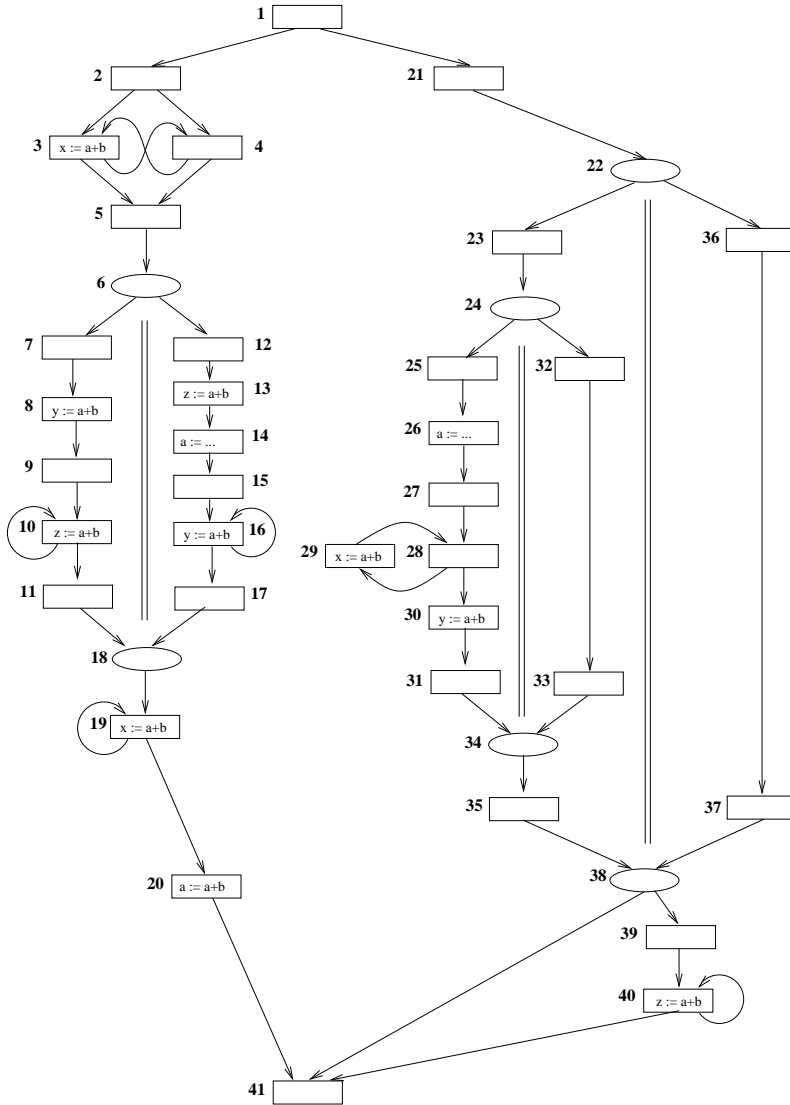 1
2
21
3 x := a+b
4
22
5
23
36
6
24
7
12
25
32
13 z := a+b
8 y := a+b
26 a := ...
14 a := ...
9
15
27
10 z := a+b
16 y := a+b
29 x := a+b
28
11
17
30 y := a+b
18
31
33
19 x := a+b
34
35
37
20 a := a+b
38
39
40 z := a+b
41